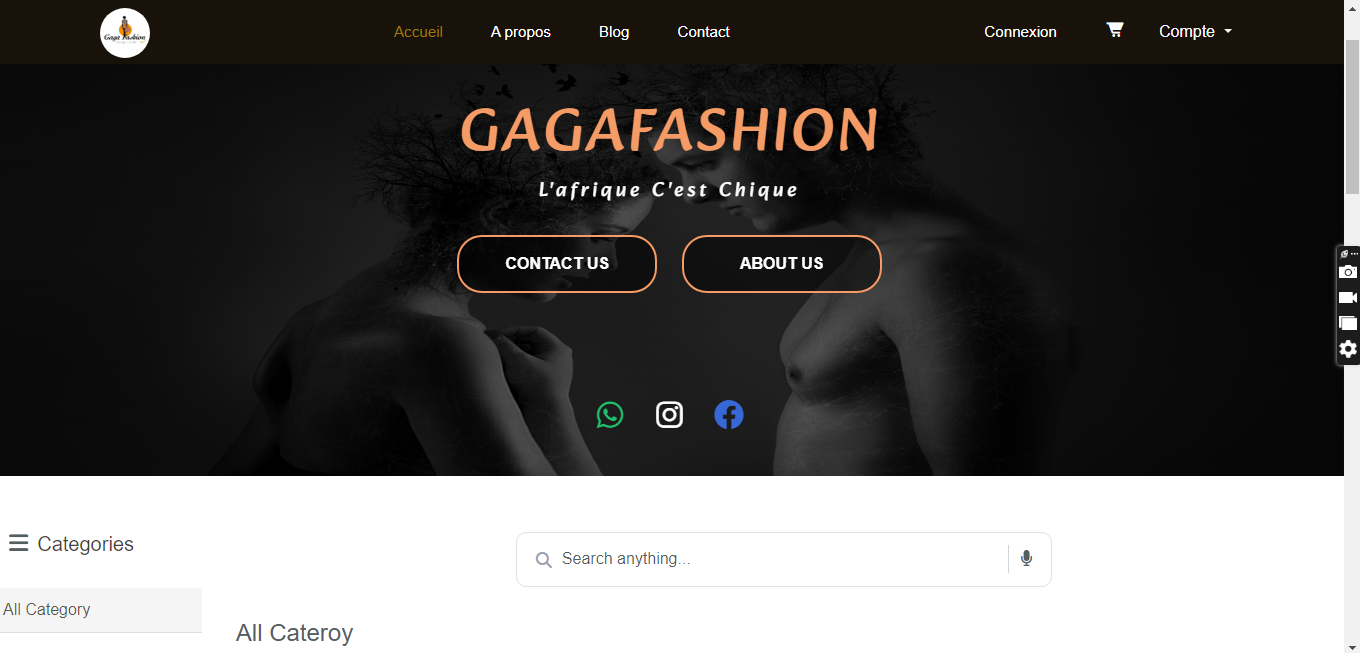 Gaga Fashion
Accueil
A propos
Blog
Contact
Connexion
Compte
GAGAFASHION
L'afrique C'est Chique
CONTACT US
ABOUT US
Categories
Search anything...
All Category
All Cateroy